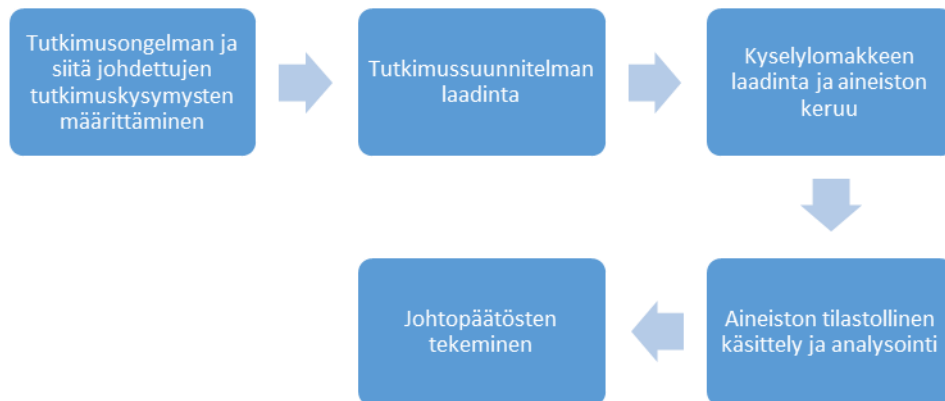 Tutkimusongelman ja
siitä johdettujen
tutkimuskysymysten
määrittäminen
Tutkimussuunnitelman
laadinta
Kyselylomakkeen
laadinta ja aineiston
keruu
Aineiston tilastollinen
käsittely ja analysointi
Johtopäätösten
tekeminen